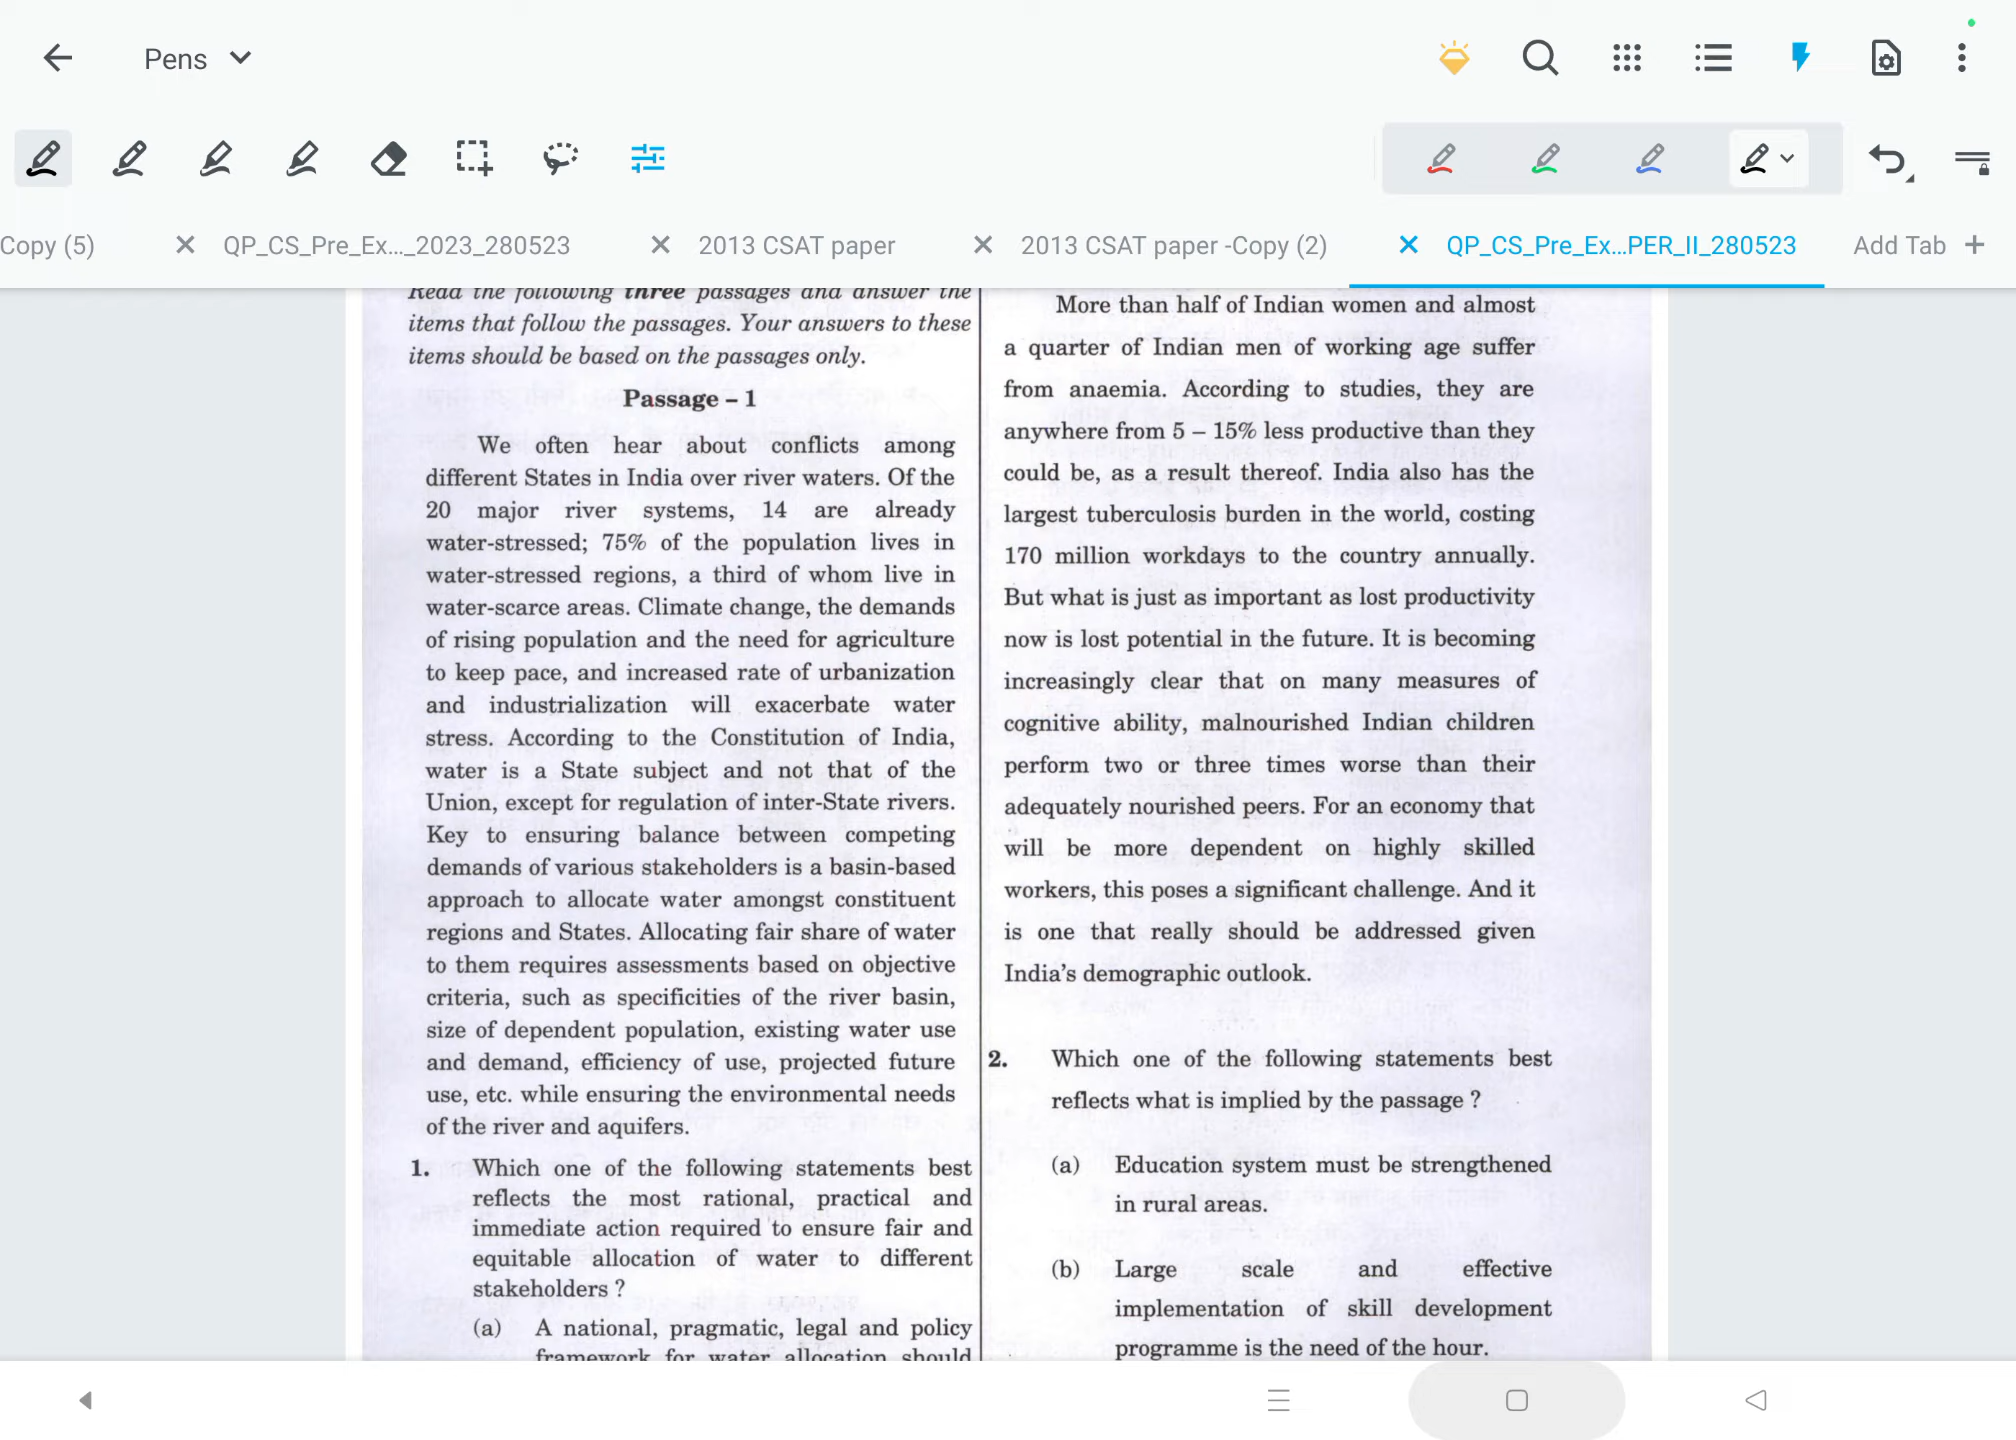 Pens
Copy (5)
QP_CS_Pre_Ex..._2023_280523
2013 CSAT paper
2013 CSAT paper -Copy (2)
QP_CS_Pre_Ex...PER_II_280523
Add Tab +
Read the following three passages and answer the
items that follow the passages. Your answers to these
items should be based on the passages only.
Passage – 1
We often hear about conflicts among
different States in India over river waters. Of the
20 major river systems, 14 are already
water-stressed; 75% of the population lives in
water-stressed regions, a third of whom live in
water-scarce areas. Climate change, the demands
of rising population and the need for agriculture
to keep pace, and increased rate of urbanization
and industrialization will exacerbate water
stress. According to the Constitution of India,
water is a State subject and not that of the
Union, except for regulation of inter-State rivers.
Key to ensuring balance between competing
demands of various stakeholders is a basin-based
approach to allocate water amongst constituent
regions and States. Allocating fair share of water
to them requires assessments based on objective
criteria, such as specificities of the river basin,
size of dependent population, existing water use
and demand, efficiency of use, projected future
use, etc. while ensuring the environmental needs
of the river and aquifers.
1. Which one of the following statements best
reflects the most rational, practical and
immediate action required to ensure fair and
equitable allocation of water to different
stakeholders ?
(a) A national, pragmatic, legal and policy
framework for water allocation should
More than half of Indian women and almost
a quarter of Indian men of working age suffer
from anaemia. According to studies, they are
anywhere from 5 – 15% less productive than they
could be, as a result thereof. India also has the
largest tuberculosis burden in the world, costing
170 million workdays to the country annually.
But what is just as important as lost productivity
now is lost potential in the future. It is becoming
increasingly clear that on many measures of
cognitive ability, malnourished Indian children
perform two or three times worse than their
adequately nourished peers. For an economy that
will be more dependent on highly skilled
workers, this poses a significant challenge. And it
is one that really should be addressed given
India's demographic outlook.
2. Which one of the following statements best
reflects what is implied by the passage ?
(a) Education system must be strengthened
in rural areas.
(b) Large scale and effective
implementation of skill development
programme is the need of the hour.